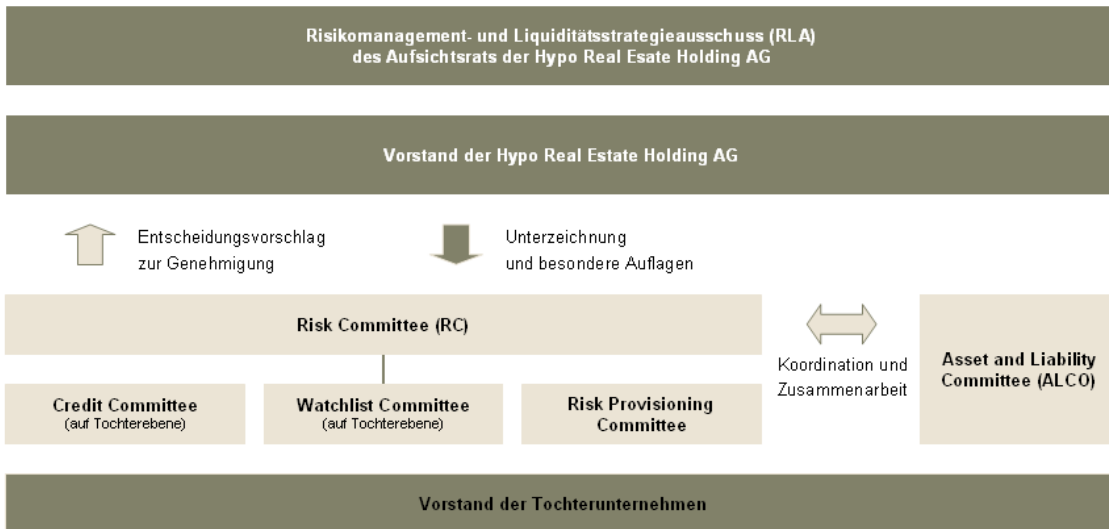 Risikomanagement- und Liquiditätsstrategieausschuss (RLA)
des Aufsichtsrats der Hypo Real Esate Holding AG
Vorstand der Hypo Real Estate Holding AG
Entscheidungsvorschlag
zur Genehmigung
Unterzeichnung
und besondere Auflagen
Risk Committee (RC)
Koordination und
Zusammenarbeit
Asset and Liability
Committee (ALCO)
Credit Committee
(auf Tochterebene)
Watchlist Committee
(auf Tochterebene)
Risk Provisioning
Committee
Vorstand der Tochterunternehmen